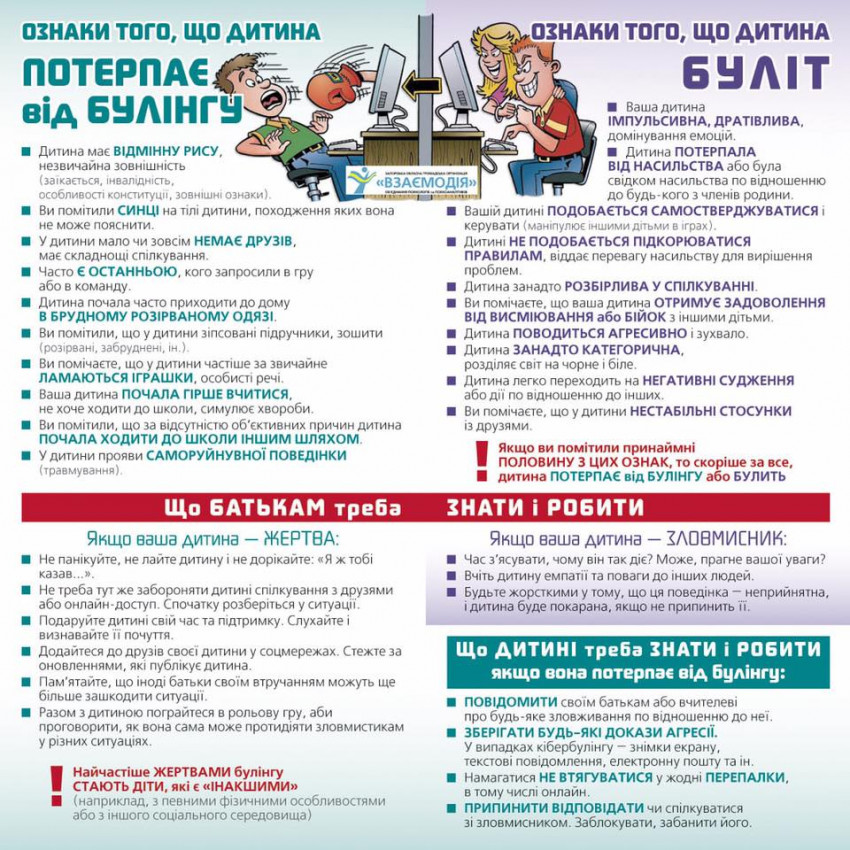 ОЗНАКИ ТОГО, ЩО ДИТИНА
ПОТЕРПАЄ
від БУЛІНГУ
■ Дитина має ВІДМІННУ РИСУ,
незвичайна зовнішність
(заїкається, інвалідність,
особливості конституції, зовнішні ознаки).
■ Ви помітили СИНЦІ на тілі дитини, походження яких вона
не може пояснити.
■ У дитини мало чи зовсім НЕМАЄ ДРУЗІВ,
має складнощі спілкування.
■ Часто Є ОСТАННЬОЮ, кого запросили в гру
або в команду.
■ Дитина почала часто приходити до дому
В БРУДНОМУ РОЗІРВАНОМУ ОДЯЗІ.
■ Ви помітили, що у дитини зіпсовані підручники, зошити
(розірвані, забруднені, ін.).
■ Ви помічаєте, що у дитини частіше за звичайне
ЛАМАЮТЬСЯ ІГРАШКИ, особисті речі.
■ Ваша дитина ПОЧАЛА ГІРШЕ ВЧИТИСЯ,
не хоче ходити до школи, симулює хвороби.
■ Ви помітили, що за відсутністю об’єктивних причин дитина
ПОЧАЛА ХОДИТИ ДО ШКОЛИ ІНШИМ ШЛЯХОМ.
■ У дитини прояви САМОРУЙНУВНОЇ ПОВЕДІНКИ
(травмування).
«ВЗАЄМОДІЯ»
ОЗНАКИ ТОГО, ЩО ДИТИНА
БУЛІТ
■ Ваша дитина
ІМПУЛЬСИВНА, ДРАТІВЛИВА,
домінування емоцій.
■ Дитина ПОТЕРПАЛА
ВІД НАСИЛЬСТВА або була
свідком насильства по відношенню
до будь-кого з членів родини.
■ Вашій дитині ПОДОБАЄТЬСЯ САМОСТВЕРДЖУВАТИСЯ і
керувати (маніпулює іншими дітьми в іграх).
■ Дитині НЕ ПОДОБАЄТЬСЯ ПІДКОРЮВАТИСЯ
ПРАВИЛАМ, віддає перевагу насильству для вирішення
проблем.
■ Дитина занадто РОЗБІРЛИВА У СПІЛКУВАННІ.
■ Ви помічаєте, що ваша дитина ОТРИМУЄ ЗАДОВОЛЕННЯ
ВІД ВИСМІЮВАННЯ або БІЙОК з іншими дітьми.
■ Дитина ПОВОДИТЬСЯ АГРЕСИВНО і зухвало.
■ Дитина ЗАНАДТО КАТЕГОРИЧНА,
розділяє світ на чорне і біле.
■ Дитина легко переходить на НЕГАТИВНІ СУДЖЕННЯ
або дії по відношенню до інших.
■ Ви помічаєте, що у дитини НЕСТАБІЛЬНІ СТОСУНКИ
із друзями.
! Якщо ви помітили принаймні
ПОЛОВИНУ З ЦИХ ОЗНАК, то скоріше за все,
дитина ПОТЕРПАЄ від БУЛІНГУ або БУЛИТЬ
Що БАТЬКАМ треба ЗНАТИ і РОБИТИ
Якщо ваша дитина — ЖЕРТВА:
■ Не панікуйте, не лайте дитину і не дорікайте: «Я ж тобі
казав...».
■ Не треба тут же забороняти дитині спілкування з друзями
або онлайн-доступ. Спочатку розберіться у ситуації.
■ Подаруйте дитині свій час та підтримку. Слухайте і
визнавайте її почуття.
■ Додайтеся до друзів своєї дитини у соцмережах. Стежте за
оновленнями, які публікує дитина.
■ Пам’ятайте, що іноді батьки своїм втручанням можуть ще
більше зашкодити ситуації.
■ Разом з дитиною пограйтеся в рольову гру, аби
проговорити, як вона сама може протидіяти зловмистикам
у різних ситуаціях.
! Найчастіше ЖЕРТВАМИ булінгу
СТАЮТЬ ДІТИ, які є «ІНАКШИМИ»
(наприклад, з певними фізичними особливостями
або з іншого соціального середовища)
Якщо ваша дитина — ЗЛОВМИСНИК:
■ Час з’ясувати, чому він так діє? Може, прагне вашої уваги?
■ Вчіть дитину емпатії та поваги до інших людей.
■ Будьте жорсткими у тому, що ця поведінка – неприйнятна,
і дитина буде покарана, якщо не припинить її.
Що ДИТИНІ треба ЗНАТИ і РОБИТИ
якщо вона потерпає від булінгу:
■ ПОВІДОМИТИ своїм батькам або вчителеві
про будь-яке зловживання по відношенню до неї.
■ ЗБЕРІГАТИ БУДЬ-ЯКІ ДОКАЗИ АГРЕСІЇ.
У випадках кібербулінгу – знімки екрану,
текстові повідомлення, електронну пошту та ін.
■ Намагатися НЕ ВТЯГУВАТИСЯ у жодні ПЕРЕПАЛКИ,
в тому числі онлайн.
■ ПРИПИНИТИ ВІДПОВІДАТИ чи спілкуватися
зі зловмисником. Заблокувати, забанити його.